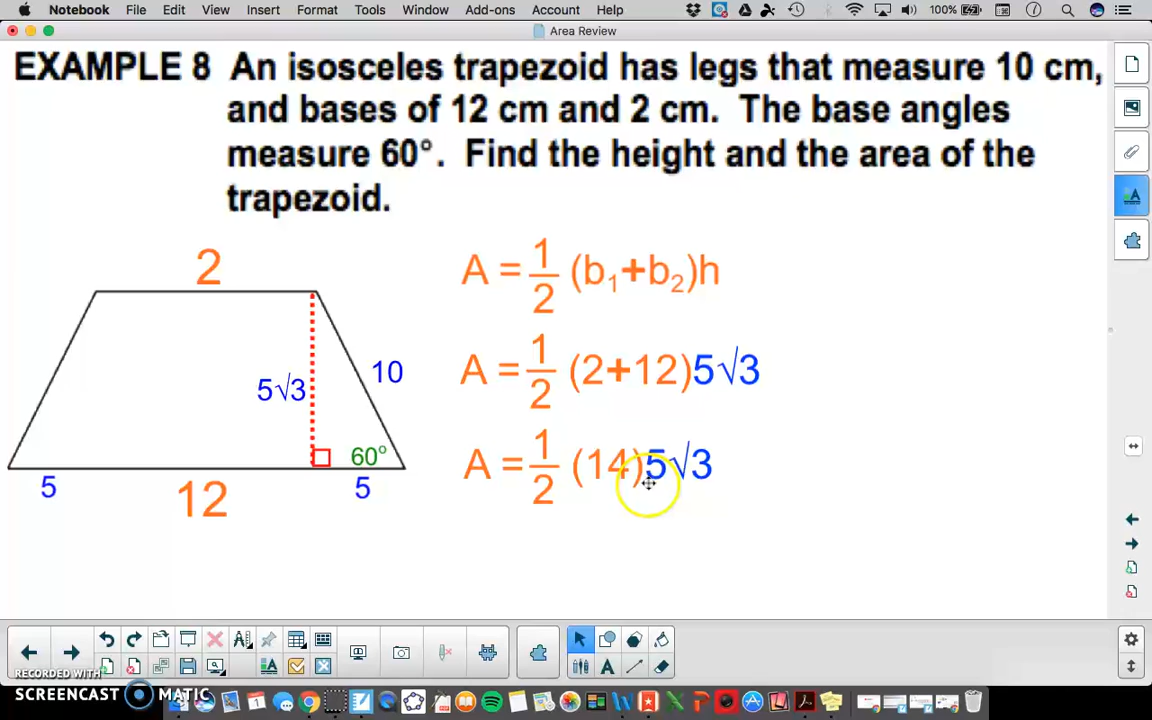 Notebook File Edit View Insert Format Tools Window Add-ons Account Help 100%
Area Review
EXAMPLE 8 An isosceles trapezoid has legs that measure 10 cm,
and bases of 12 cm and 2 cm. The base angles
measure 60°. Find the height and the area of the
trapezoid.
2
5√3
10
60°
5
12
5
A = 1/2 (b₁+b₂)h
A = 1/2 (2+12)5√3
A = 1/2 (14)5√3
RECORDED WITH
SCREENCAST MATIC